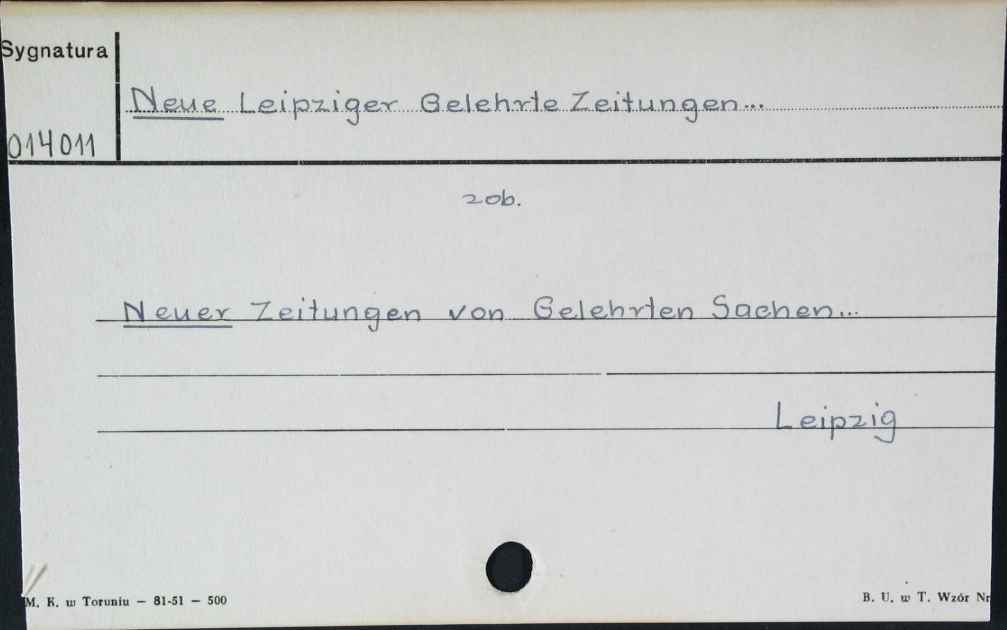 Sygnatura
Neue Leipziger Gelehrte Zeitungen...
014011
zob.
Neuer Zeitungen von Gelehrten Sachen...
Leipzig
M. K. w Toruniu — 81-51 — 500
B. U. w T. Wzór Nr